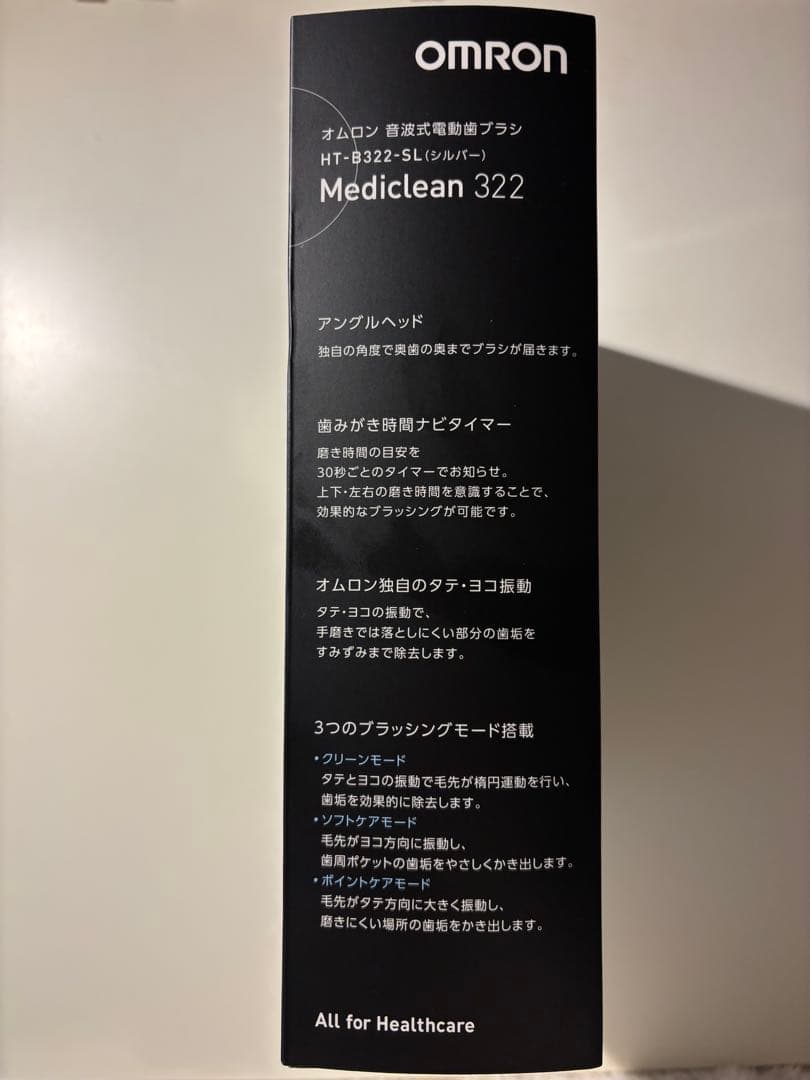 OMRON
オムロン 音波式電動歯ブラシ
HT-B322-SL(シルバー)
Mediclean 322
アングルヘッド
独自の角度で奥歯の奥までブラシが届きます。
歯みがき時間ナビタイマー
磨き時間の目安を
30秒ごとのタイマーでお知らせ。
上下・左右の磨き時間を意識することで、
効果的なブラッシングが可能です。
オムロン独自のタテ・ヨコ振動
タテ・ヨコの振動で、
手磨きでは落としにくい部分の歯垢を
すみずみまで除去します。
3つのブラッシングモード搭載
・クリーンモード
タテとヨコの振動で毛先が楕円運動を行い、
歯垢を効果的に除去します。
・ソフトケアモード
毛先がヨコ方向に振動し、
歯周ポケットの歯垢をやさしくかき出します。
・ポイントケアモード
毛先がタテ方向に大きく振動し、
磨きにくい場所の歯垢をかき出します。
All for Healthcare